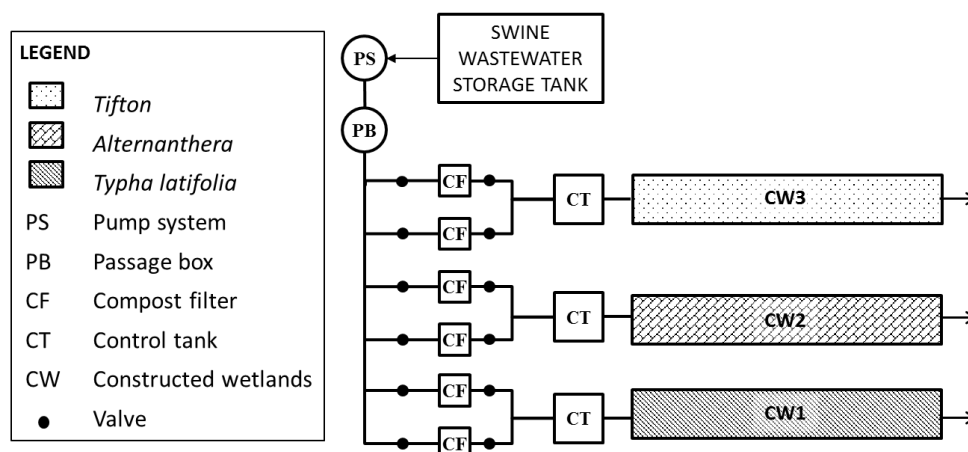 LEGEND
Tifton
Alternanthera
Typha latifolia
PS Pump system
PB Passage box
CF Compost filter
CT Control tank
CW Constructed wetlands
Valve
SWINE
WASTEWATER
STORAGE TANK
PS
PB
CF
CF
CT
CW3
CF
CF
CT
CW2
CF
CF
CT
CW1